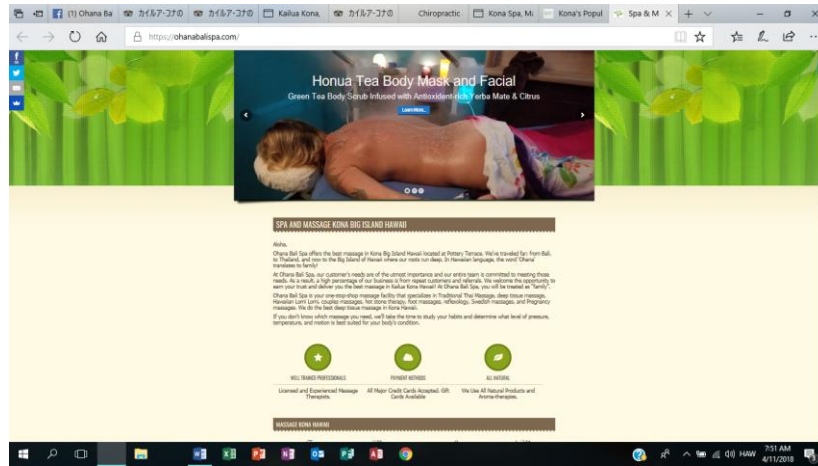 (1) Ohana Ba
カイルア-コナの
カイルア-コナの
Kailua Kona,
カイルア-コナの
Chiropractic
Kona Spa, Mi
Kona's Popul
Spa & M
https://ohanabalispa.com/
Honua Tea Body Mask and Facial
Green Tea Body Scrub Infused with Antioxident-rich Yerba Mate & Citrus
Learn More...
SPA AND MASSAGE KONA BIG ISLAND HAWAII
Aloha,
Ohana Bali Spa offers the best massage in Kona Big Island Hawaii located at Pottery Terrace. We've traveled far; from Bali,
to Thailand, and now to the Big Island of Hawaii where our roots run deep. In Hawaiian language, the word 'Ohana'
translates to family!
At Ohana Bali Spa, our customer's needs are of the utmost importance and our entire team is committed to meeting those
needs. As a result, a high percentage of our business is from repeat customers and referrals. We welcome the opportunity to
earn your trust and deliver you the best massage in Kailua Kona Hawaii! At Ohana Bali Spa, you will be treated as "family".
Ohana Bali Spa is your one-stop-shop massage facility that specializes in Traditional Thai Massage, deep tissue massage,
Hawaiian Lomi Lomi, couples massages, hot stone therapy, foot massages, reflexology, Swedish massages, and Pregnancy
massages. We do the best deep tissue massage in Kona Hawaii.
If you don't know which massage you need, we'll take the time to study your habits and determine what level of pressure,
temperature, and motion is best suited for your body's condition.
WELL TRAINED PROFESSIONALS
PAYMENT METHODS
ALL NATURAL
Licensed and Experienced Massage
Therapists.
All Major Credit Cards Accepted. Gift
Cards Available
We Use All Natural Products and
Aroma-therapies.
MASSAGE KONA HAWAII
HAW
7:51 AM
4/11/2018